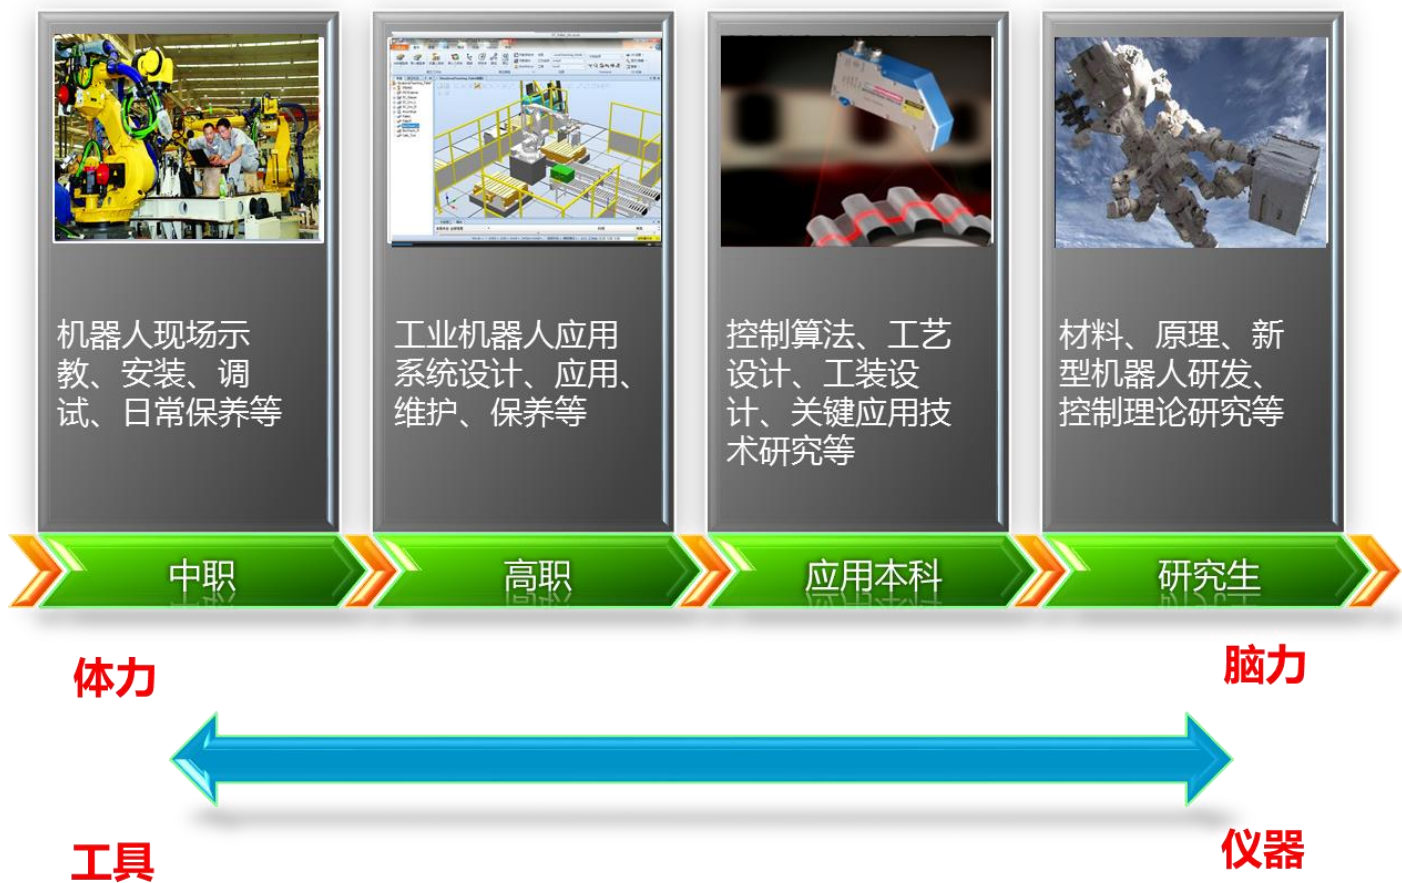 机器人现场示
教、安装、调
试、日常保养等
工业机器人应用
系统设计、应用、
维护、保养等
控制算法、工艺
设计、工装设
计、关键应用技
术研究等
材料、原理、新
型机器人研发、
控制理论研究等
中职
高职
应用本科
研究生
体力
脑力
工具
仪器